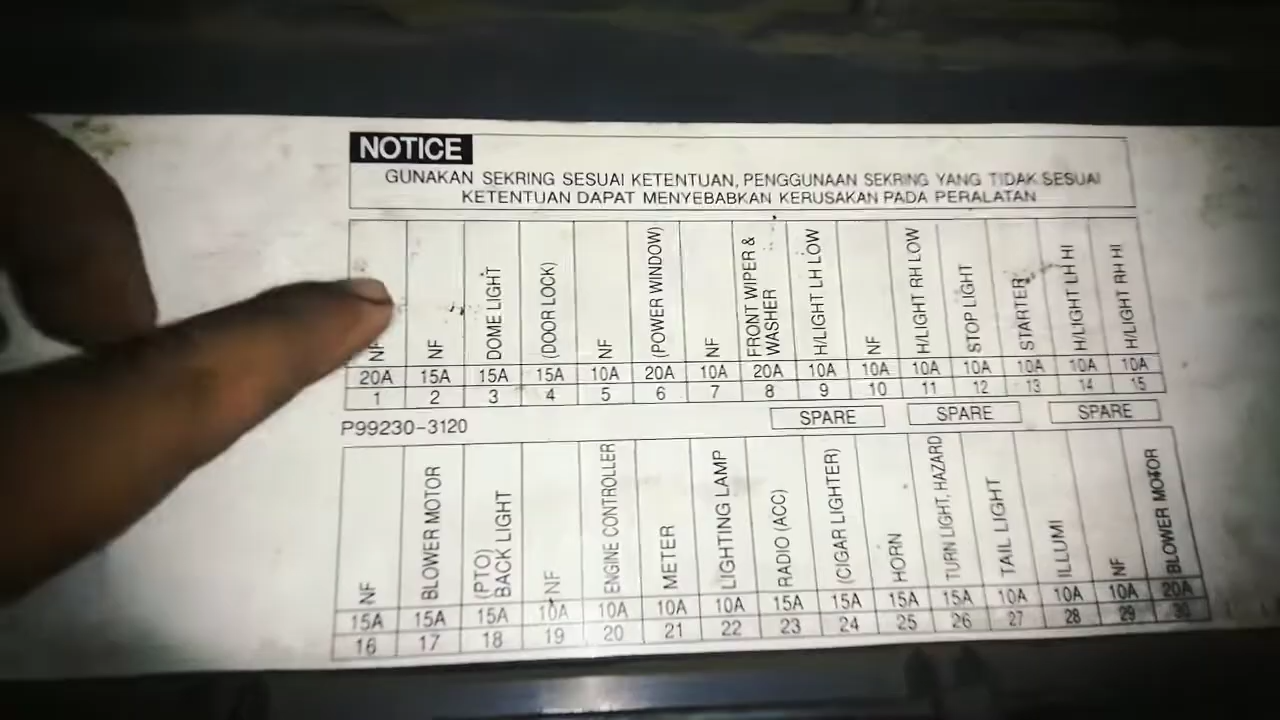 NOTICE
GUNAKAN SEKRING SESUAI KETENTUAN, PENGGUNAAN SEKRING YANG TIDAK SESUAI
KETENTUAN DAPAT MENYEBABKAN KERUSAKAN PADA PERALATAN
NF
NF
DOME LIGHT
(DOOR LOCK)
NF
(POWER WINDOW)
NF
FRONT WIPER &
WASHER
H/LIGHT LH LOW
NF
H/LIGHT RH LOW
STOP LIGHT
STARTER
H/LIGHT LH HI
H/LIGHT RH HI
20A 15A 15A 15A 10A 20A 10A 20A 10A 10A 10A 10A 10A 10A 10A
1 2 3 4 5 6 7 8 9 10 11 12 13 14 15
P99230-3120 SPARE SPARE SPARE
NF
BLOWER MOTOR
(PTO)
BACK LIGHT
NF
ENGINE CONTROLLER
METER
LIGHTING LAMP
RADIO (ACC)
(CIGAR LIGHTER)
HORN
TURN LIGHT, HAZARD
TAIL LIGHT
ILLUMI
NF
BLOWER MOTOR
15A 15A 15A 10A 10A 10A 10A 15A 15A 15A 15A 10A 10A 10A 20A
16 17 18 19 20 21 22 23 24 25 26 27 28 29 30